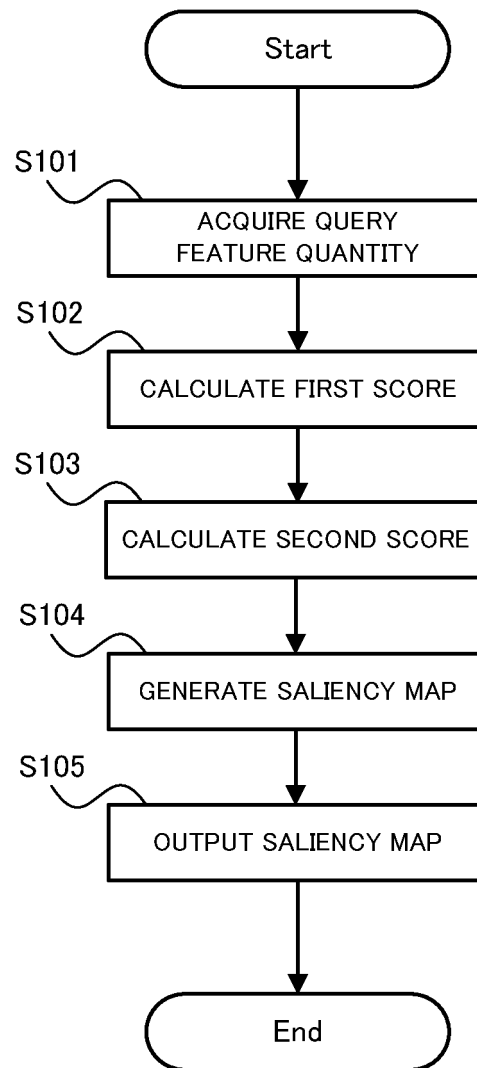 Start
S101
ACQUIRE QUERY
FEATURE QUANTITY
S102
CALCULATE FIRST SCORE
S103
CALCULATE SECOND SCORE
S104
GENERATE SALIENCY MAP
S105
OUTPUT SALIENCY MAP
End